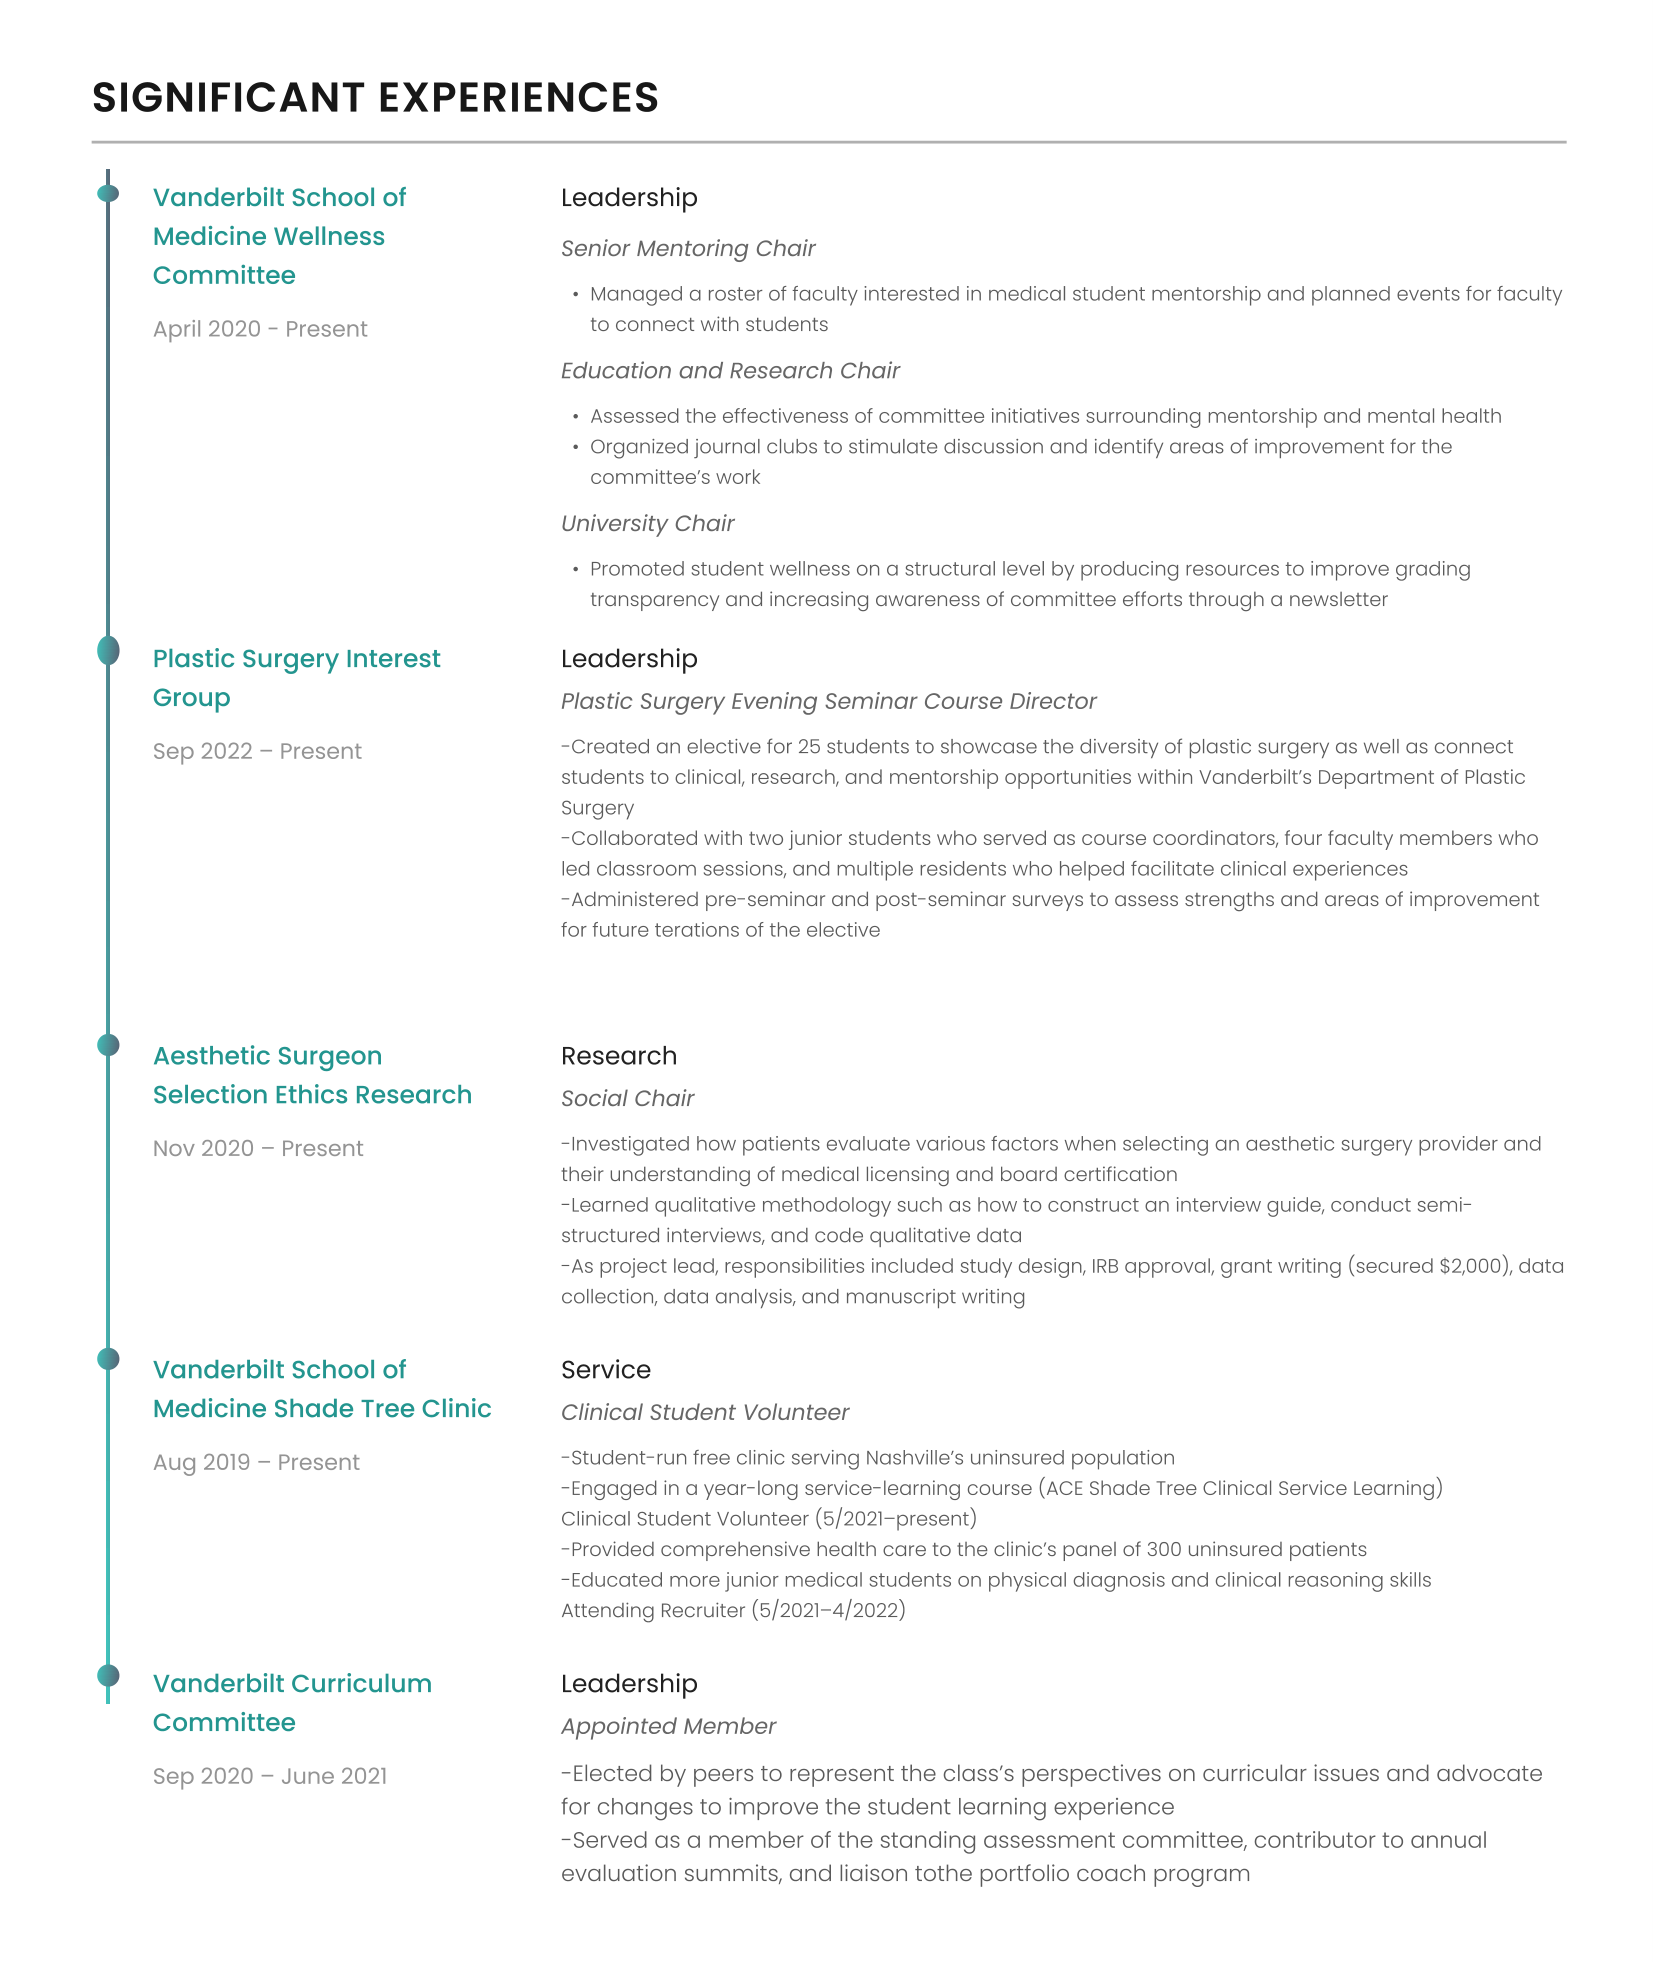 SIGNIFICANT EXPERIENCES
Vanderbilt School of
Medicine Wellness
Committee
April 2020 - Present
Leadership
Senior Mentoring Chair
• Managed a roster of faculty interested in medical student mentorship and planned events for faculty
to connect with students
Education and Research Chair
• Assessed the effectiveness of committee initiatives surrounding mentorship and mental health
• Organized journal clubs to stimulate discussion and identify areas of improvement for the
committee’s work
University Chair
• Promoted student wellness on a structural level by producing resources to improve grading
transparency and increasing awareness of committee efforts through a newsletter
Plastic Surgery Interest
Group
Sep 2022 – Present
Leadership
Plastic Surgery Evening Seminar Course Director
-Created an elective for 25 students to showcase the diversity of plastic surgery as well as connect
students to clinical, research, and mentorship opportunities within Vanderbilt’s Department of Plastic
Surgery
-Collaborated with two junior students who served as course coordinators, four faculty members who
led classroom sessions, and multiple residents who helped facilitate clinical experiences
-Administered pre-seminar and post-seminar surveys to assess strengths and areas of improvement
for future terations of the elective
Aesthetic Surgeon
Selection Ethics Research
Nov 2020 – Present
Research
Social Chair
-Investigated how patients evaluate various factors when selecting an aesthetic surgery provider and
their understanding of medical licensing and board certification
-Learned qualitative methodology such as how to construct an interview guide, conduct semi-
structured interviews, and code qualitative data
-As project lead, responsibilities included study design, IRB approval, grant writing (secured $2,000), data
collection, data analysis, and manuscript writing
Vanderbilt School of
Medicine Shade Tree Clinic
Aug 2019 – Present
Service
Clinical Student Volunteer
-Student-run free clinic serving Nashville’s uninsured population
-Engaged in a year-long service-learning course (ACE Shade Tree Clinical Service Learning)
Clinical Student Volunteer (5/2021–present)
-Provided comprehensive health care to the clinic’s panel of 300 uninsured patients
-Educated more junior medical students on physical diagnosis and clinical reasoning skills
Attending Recruiter (5/2021–4/2022)
Vanderbilt Curriculum
Committee
Sep 2020 – June 2021
Leadership
Appointed Member
-Elected by peers to represent the class’s perspectives on curricular issues and advocate
for changes to improve the student learning experience
-Served as a member of the standing assessment committee, contributor to annual
evaluation summits, and liaison tothe portfolio coach program